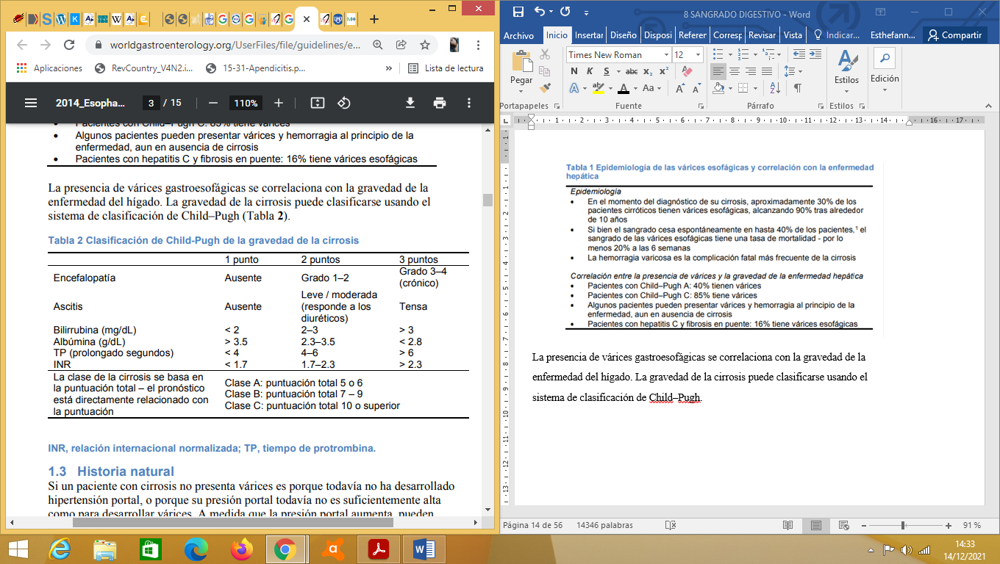 worldgastroenterology.org/UserFiles/file/guidelines/e...
Aplicaciones
RevCountry_V4N2.i...
15-31-Apendicitis.p...
»
Lista de lectura
2014_Esopha...
3 / 15
110%
Algunos pacientes pueden presentar várices y hemorragia al principio de la
enfermedad, aun en ausencia de cirrosis
Pacientes con hepatitis C y fibrosis en puente: 16% tiene várices esofágicas
La presencia de várices gastroesofágicas se correlaciona con la gravedad de la
enfermedad del hígado. La gravedad de la cirrosis puede clasificarse usando el
sistema de clasificación de Child–Pugh (Tabla 2).
Tabla 2 Clasificación de Child-Pugh de la gravedad de la cirrosis
1 punto 2 puntos 3 puntos
Encefalopatía Ausente Grado 1–2 Grado 3–4
(crónico)
Ascitis Ausente Leve / moderada
(responde a los
diuréticos) Tensa
Bilirrubina (mg/dL) < 2 2–3 > 3
Albúmina (g/dL) > 3.5 2.3–3.5 < 2.8
TP (prolongado segundos) < 4 4–6 > 6
INR < 1.7 1.7–2.3 > 2.3
La clase de la cirrosis se basa en
la puntuación total – el pronóstico
está directamente relacionado con
la puntuación
Clase A: puntuación total 5 o 6
Clase B: puntuación total 7 – 9
Clase C: puntuación total 10 o superior
INR, relación internacional normalizada; TP, tiempo de protrombina.
1.3 Historia natural
Si un paciente con cirrosis no presenta várices es porque todavía no ha desarrollado
hipertensión portal, o porque su presión portal todavía no es suficientemente alta
como para desarrollar várices. A medida que la presión portal aumenta, pueden
8 SANGRADO DIGESTIVO - Word
Archivo Inicio Insertar Diseño Disposi Referer Corresp Revisar Vista Indicar... Esthefann... Compartir
Times New Roman 12
Pegar
N K S abc x₂ x²
A aby A Aa A A
Estilos
Edición
Portapapeles Fuente Párrafo Estilos
1 2 3 4 5 6 7 8 9 10 11 12 13 14 16 17
Tabla 1 Epidemiología de las várices esofágicas y correlación con la enfermedad
hepática
Epidemiología
En el momento del diagnóstico de su cirrosis, aproximadamente 30% de los
pacientes cirróticos tienen várices esofágicas, alcanzando 90% tras alrededor
de 10 años
Si bien el sangrado cesa espontáneamente en hasta 40% de los pacientes,¹ el
sangrado de las várices esofágicas tiene una tasa de mortalidad - por lo
menos 20% a las 6 semanas
La hemorragia varicosa es la complicación fatal más frecuente de la cirrosis
Correlación entre la presencia de várices y la gravedad de la enfermedad hepática
Pacientes con Child–Pugh A: 40% tienen várices
Pacientes con Child–Pugh C: 85% tiene várices
Algunos pacientes pueden presentar várices y hemorragia al principio de la
enfermedad, aun en ausencia de cirrosis
Pacientes con hepatitis C y fibrosis en puente: 16% tiene várices esofágicas
La presencia de várices gastroesofágicas se correlaciona con la gravedad de la
enfermedad del hígado. La gravedad de la cirrosis puede clasificarse usando el
sistema de clasificación de Child–Pugh.
Página 14 de 56 14346 palabras
91 %
14:33
14/12/2021